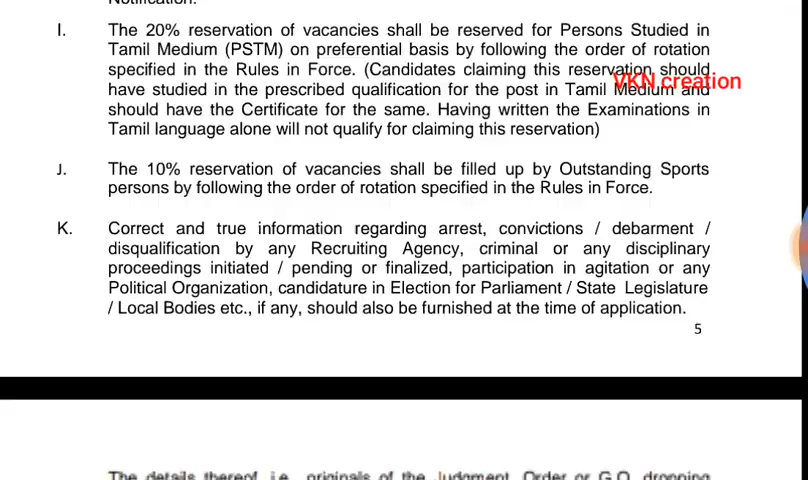 Notification.
I. The 20% reservation of vacancies shall be reserved for Persons Studied in
Tamil Medium (PSTM) on preferential basis by following the order of rotation
specified in the Rules in Force. (Candidates claiming this reservation should
VKN creation
have studied in the prescribed qualification for the post in Tamil Medium and
should have the Certificate for the same. Having written the Examinations in
Tamil language alone will not qualify for claiming this reservation)
J. The 10% reservation of vacancies shall be filled up by Outstanding Sports
persons by following the order of rotation specified in the Rules in Force.
K. Correct and true information regarding arrest, convictions / debarment /
disqualification by any Recruiting Agency, criminal or any disciplinary
proceedings initiated / pending or finalized, participation in agitation or any
Political Organization, candidature in Election for Parliament / State Legislature
/ Local Bodies etc., if any, should also be furnished at the time of application.
5
The details thereof, i.e. originals of the Judgment, Order or G.O. dropping